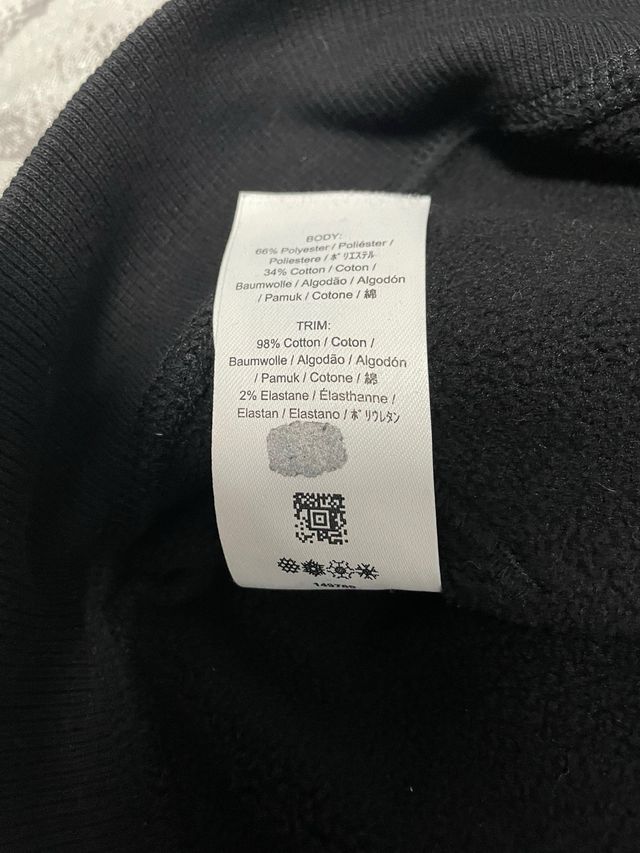 BODY:
66% Polyester / Poliéster /
Poliestere / ポリエステル
34% Cotton / Coton /
Baumwolle / Algodão / Algodón
/ Pamuk / Cotone / 綿
TRIM:
98% Cotton / Coton /
Baumwolle / Algodão / Algodón
/ Pamuk / Cotone / 綿
2% Elastane / Élasthanne /
Elastan / Elastano / ポリウレタン